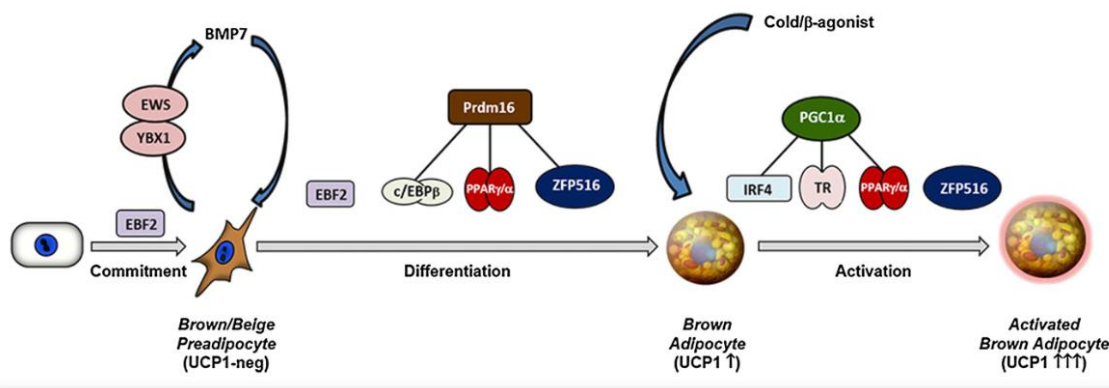 BMP7
Cold/β-agonist
EWS
YBX1
Prdm16
PGC1α
EBF2
c/EBPβ
PPARγ/α
ZFP516
IRF4
TR
PPARγ/α
ZFP516
EBF2
Commitment
Differentiation
Activation
Brown/Beige
Preadipocyte
(UCP1-neg)
Brown
Adipocyte
(UCP1 ↑)
Activated
Brown Adipocyte
(UCP1 ↑↑↑)